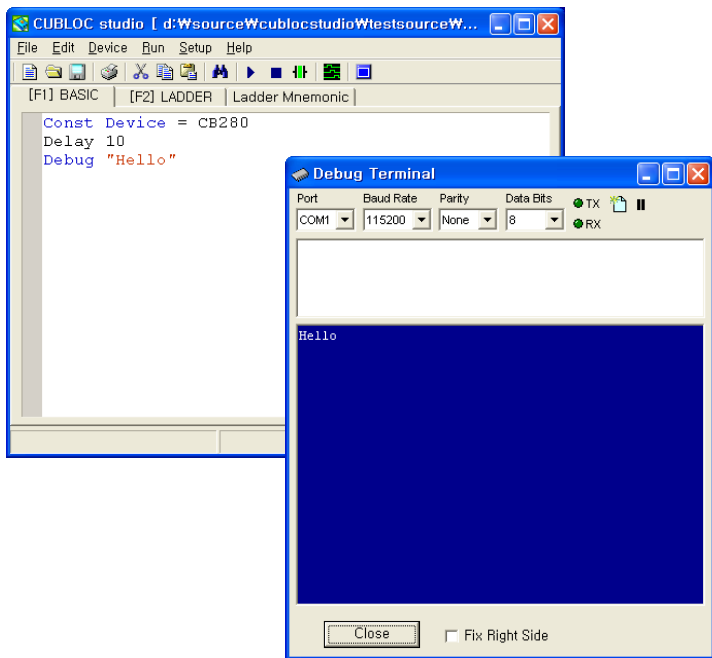 CUBLOC studio [ d:₩source₩cublocstudio₩testsource₩...
File Edit Device Run Setup Help
[F1] BASIC [F2] LADDER Ladder Mnemonic
Const Device = CB280
Delay 10
Debug "Hello"
Debug Terminal
Port Baud Rate Parity Data Bits
COM1 115200 None 8
TX
RX
Hello
Close Fix Right Side